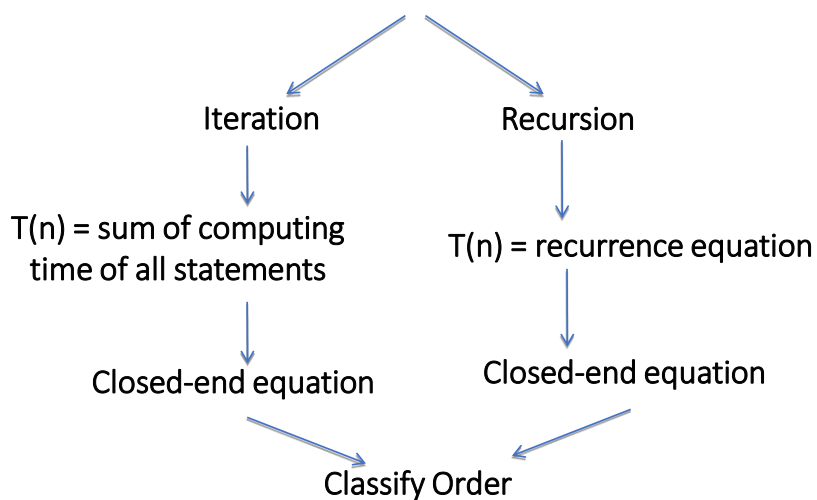 Iteration
Recursion
T(n) = sum of computing
time of all statements
T(n) = recurrence equation
Closed-end equation
Closed-end equation
Classify Order